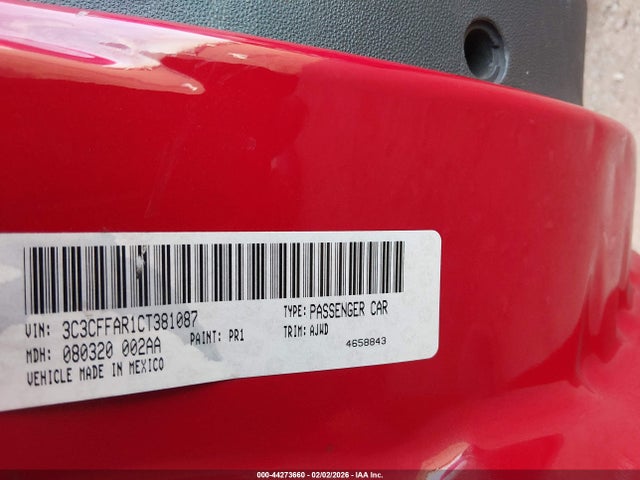 VIN: 3C3CFFAR1CT381087 TYPE: PASSENGER CAR
MDH: 080320 002AA PAINT: PR1 TRIM: AJWD
VEHICLE MADE IN MEXICO 4658843
000-44273660 - 02/02/2026 - IAA Inc.